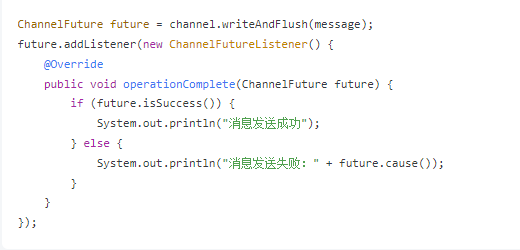 ChannelFuture future = channel.writeAndFlush(message);
future.addListener(new ChannelFutureListener() {
    @Override
    public void operationComplete(ChannelFuture future) {
        if (future.isSuccess()) {
            System.out.println("消息发送成功");
        } else {
            System.out.println("消息发送失败: " + future.cause());
        }
    }
});